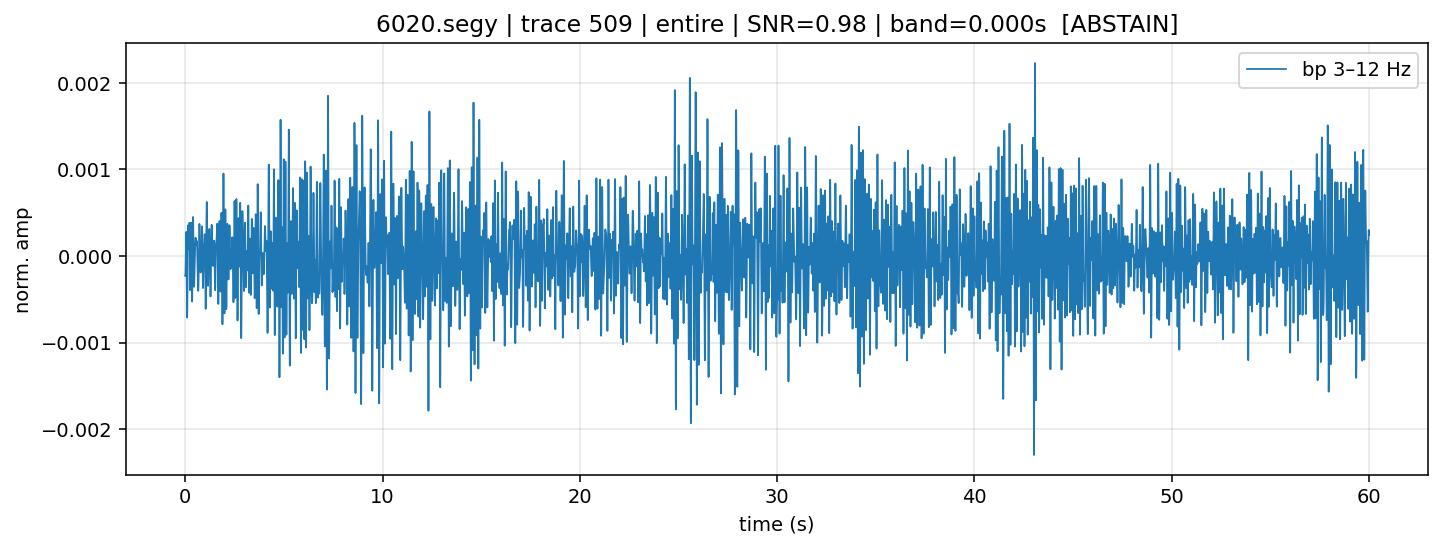 6020.segy | trace 509 | entire | SNR=0.98 | band=0.000s [ABSTAIN]
bp 3–12 Hz
norm. amp
0.002
0.001
0.000
−0.001
−0.002
0 10 20 30 40 50 60
time (s)